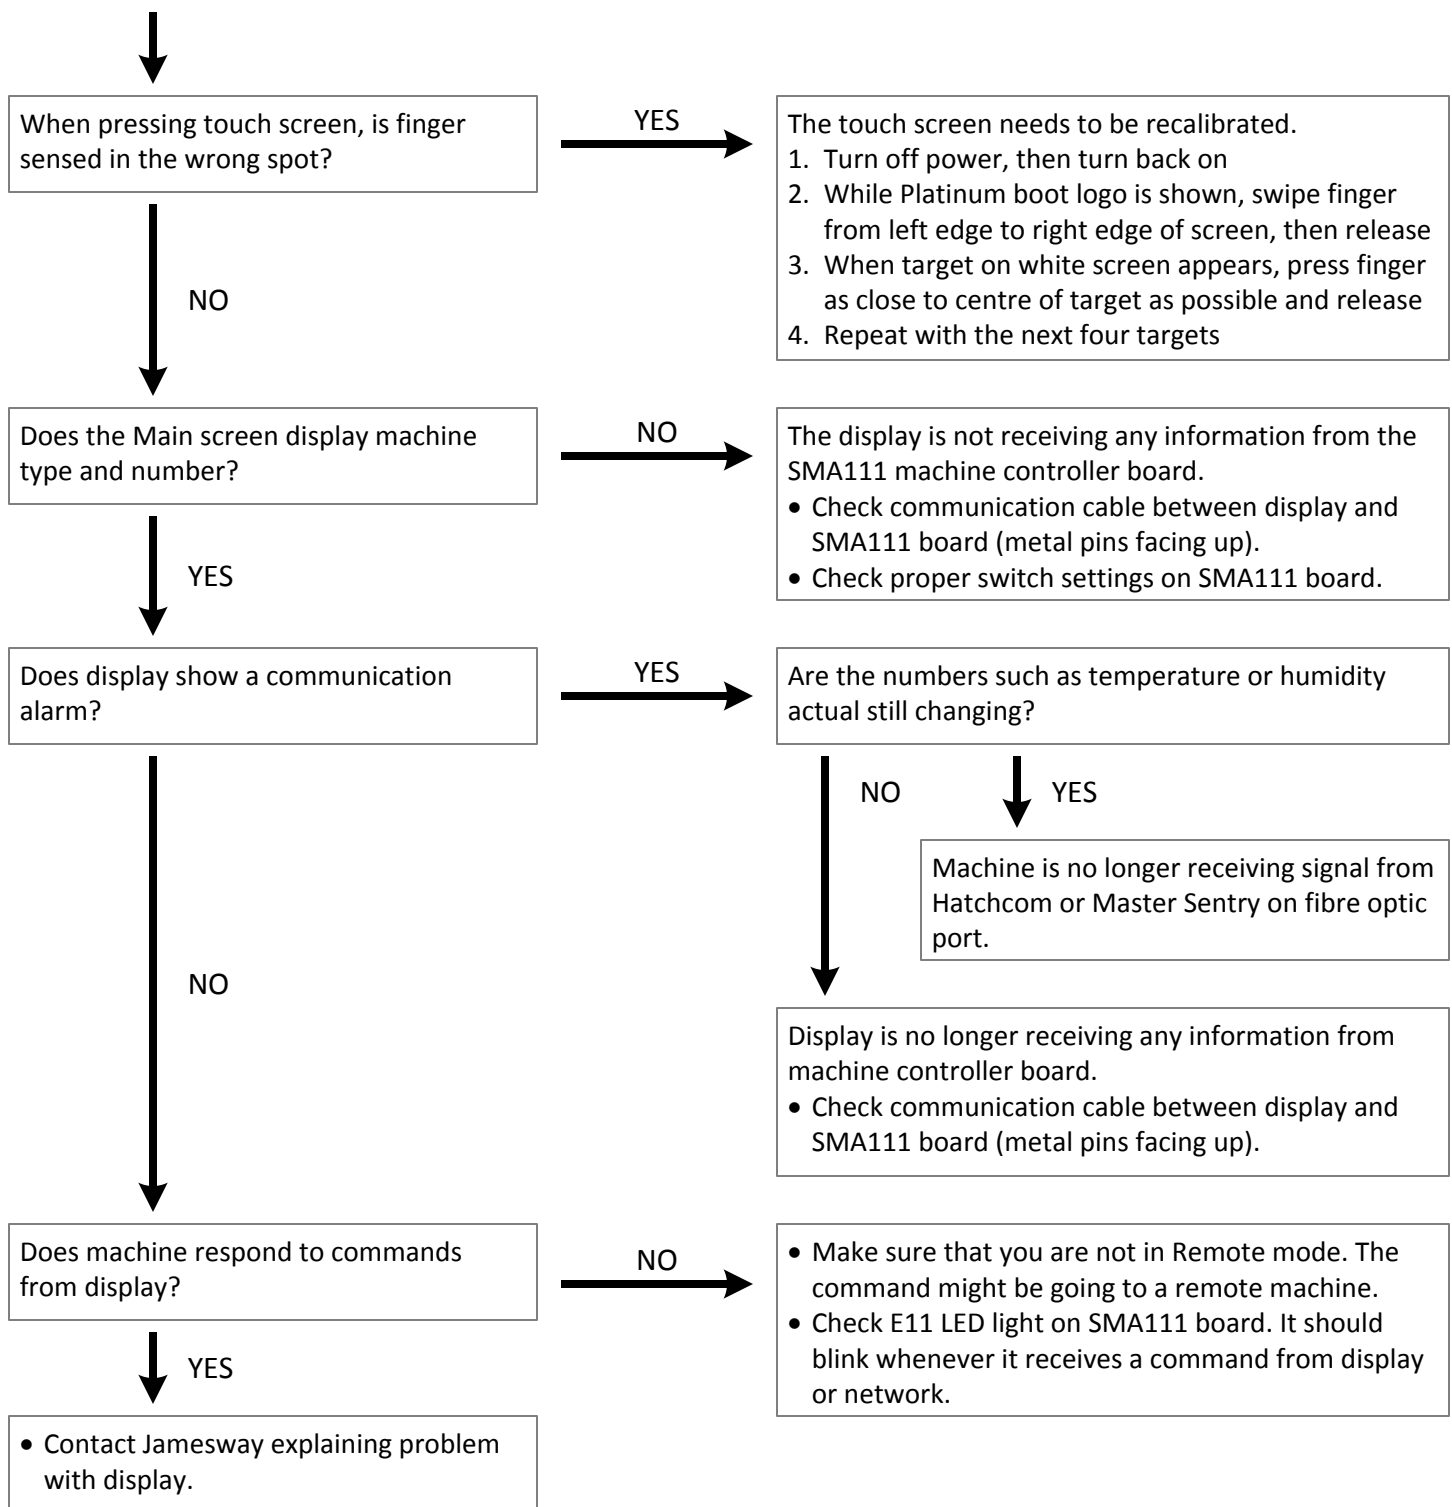 When pressing touch screen, is finger
sensed in the wrong spot?
YES
The touch screen needs to be recalibrated.
1. Turn off power, then turn back on
2. While Platinum boot logo is shown, swipe finger
from left edge to right edge of screen, then release
3. When target on white screen appears, press finger
as close to centre of target as possible and release
4. Repeat with the next four targets
NO
Does the Main screen display machine
type and number?
NO
The display is not receiving any information from the
SMA111 machine controller board.
• Check communication cable between display and
SMA111 board (metal pins facing up).
• Check proper switch settings on SMA111 board.
YES
Does display show a communication
alarm?
YES
Are the numbers such as temperature or humidity
actual still changing?
NO
YES
Machine is no longer receiving signal from
Hatchcom or Master Sentry on fibre optic
port.
NO
Display is no longer receiving any information from
machine controller board.
• Check communication cable between display and
SMA111 board (metal pins facing up).
Does machine respond to commands
from display?
NO
• Make sure that you are not in Remote mode. The
command might be going to a remote machine.
• Check E11 LED light on SMA111 board. It should
blink whenever it receives a command from display
or network.
YES
• Contact Jamesway explaining problem
with display.